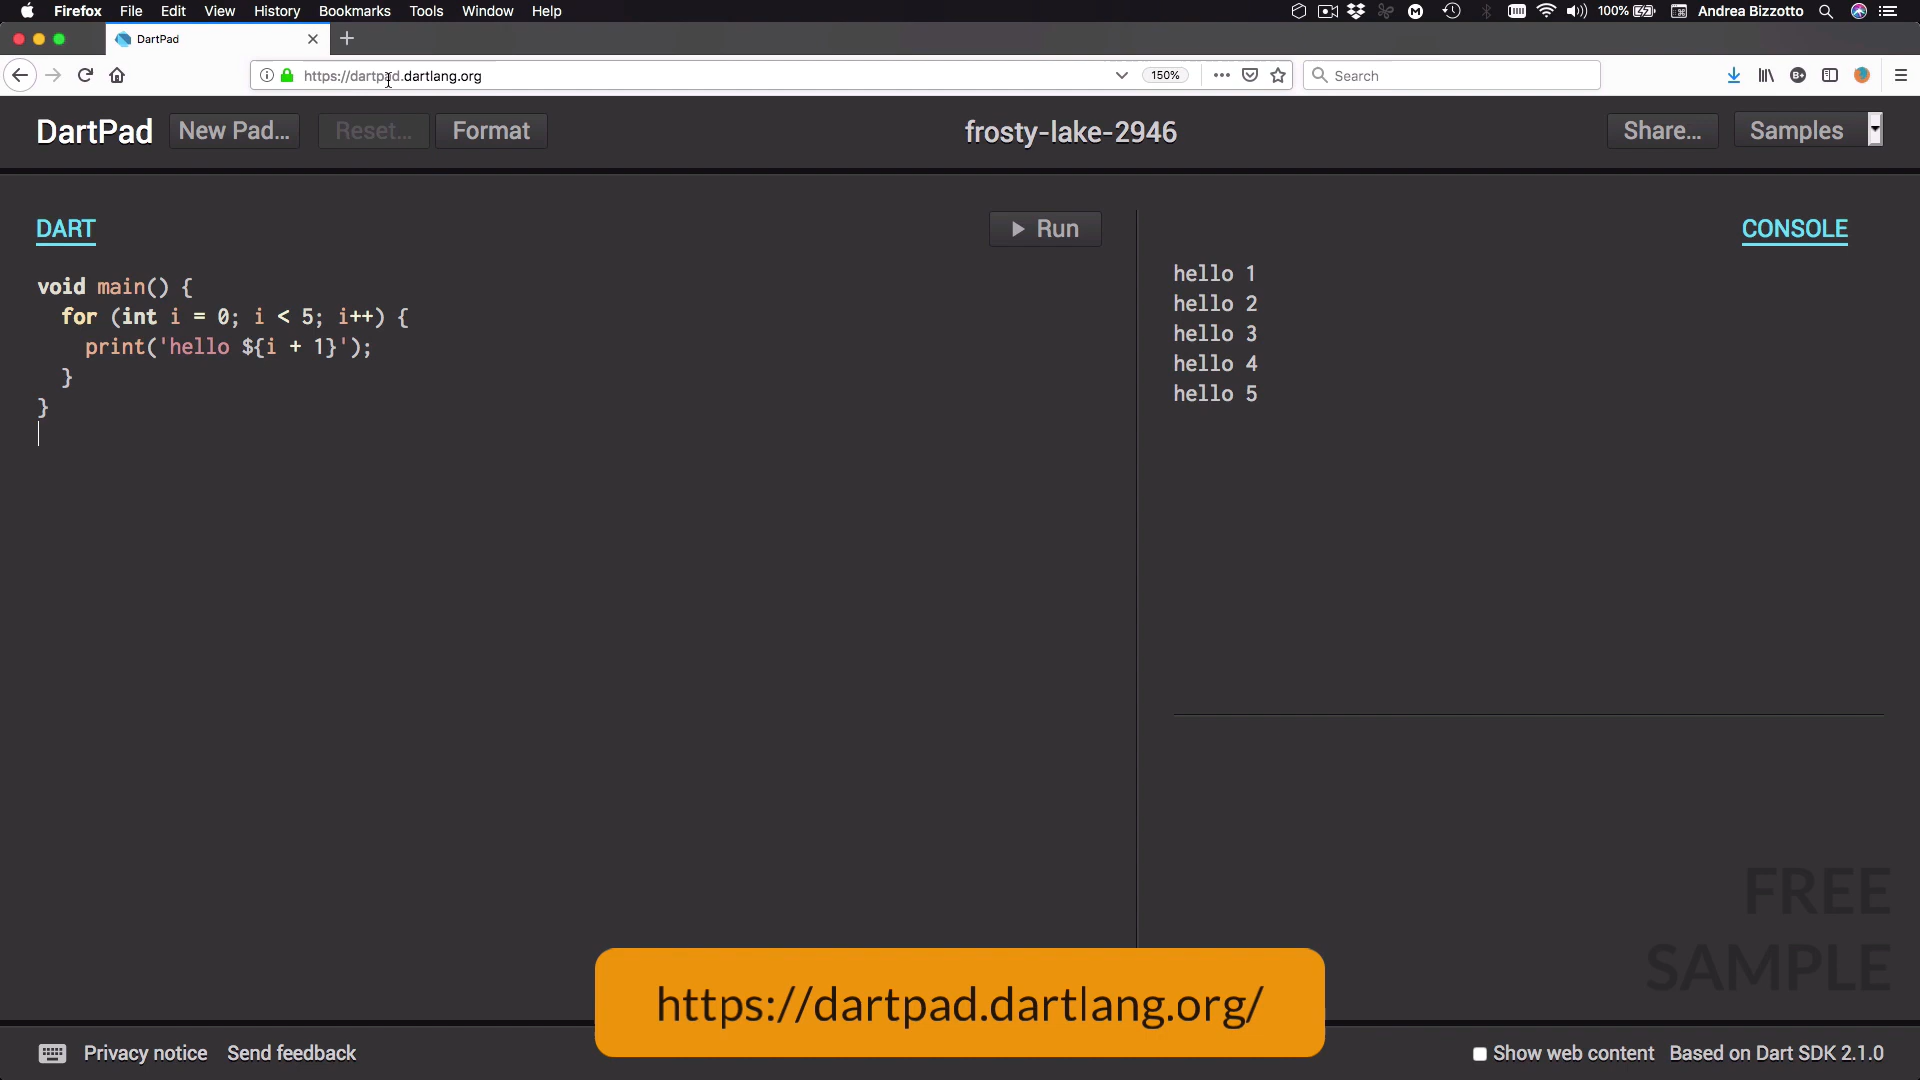 Firefox File Edit View History Bookmarks Tools Window Help 100% Andrea Bizzotto
DartPad
https://dartpad.dartlang.org 150% Search
DartPad New Pad... Reset... Format frosty-lake-2946 Share... Samples
DART Run CONSOLE
void main() {
for (int i = 0; i < 5; i++) {
print('hello ${i + 1}');
}
}
hello 1
hello 2
hello 3
hello 4
hello 5
FREE
SAMPLE
https://dartpad.dartlang.org/
Privacy notice Send feedback Show web content Based on Dart SDK 2.1.0